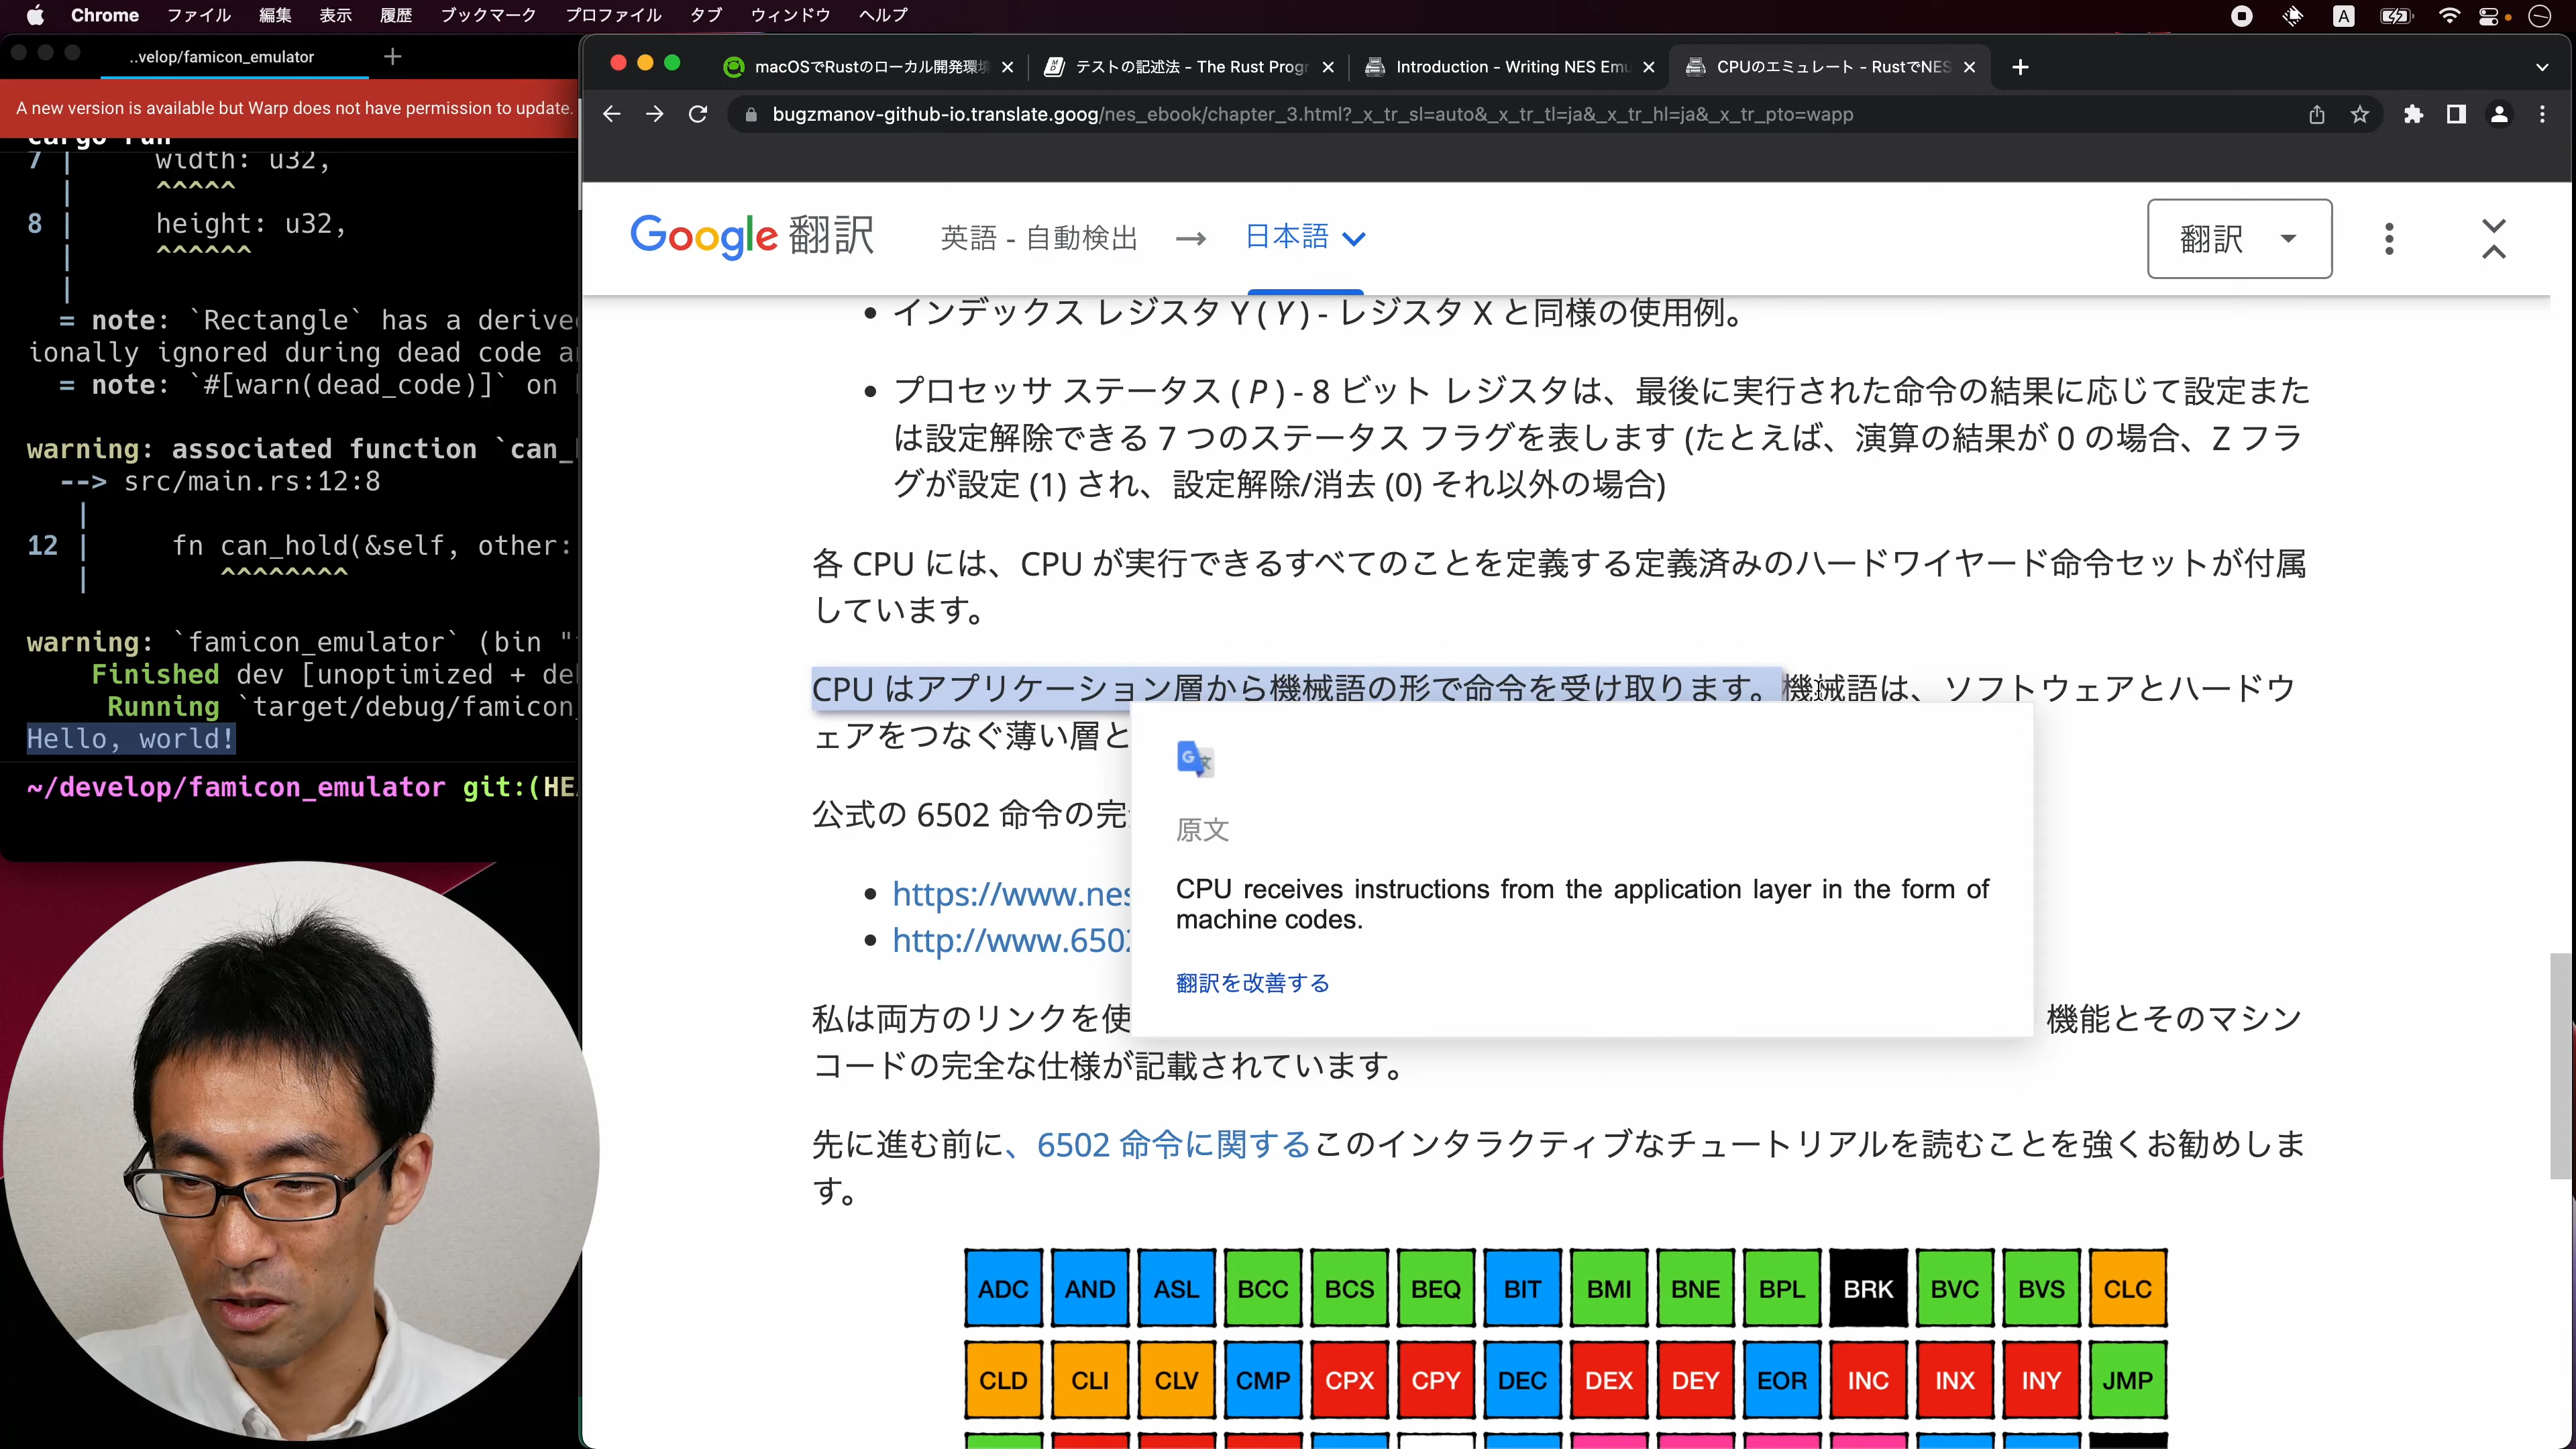 Chrome ファイル 編集 表示 履歴 ブックマーク プロファイル タブ ウィンドウ ヘルプ
A
..velop/famicon_emulator
A new version is available but Warp does not have permission to update.
cargo run
7 | width: u32,
| ^^^^^
8 | height: u32,
| ^^^^^^
|
= note: `Rectangle` has a derive
ionally ignored during dead code a
= note: `#[warn(dead_code)]` on
warning: associated function `can_
--> src/main.rs:12:8
|
12 | fn can_hold(&self, other:
| ^^^^^^^^
warning: `famicon_emulator` (bin "
Finished dev [unoptimized + de
Running `target/debug/famicon_
Hello, world!
~/develop/famicon_emulator git:(HE
macOSでRustのローカル開発環境
テストの記述法 - The Rust Progr
Introduction - Writing NES Emu
CPUのエミュレート - RustでNES
bugzmanov-github-io.translate.goog/nes_ebook/chapter_3.html?_x_tr_sl=auto&_x_tr_tl=ja&_x_tr_hl=ja&_x_tr_pto=wapp
Google 翻訳 英語 - 自動検出 → 日本語 翻訳
• インデックス レジスタ Y ( Y ) - レジスタ X と同様の使用例。
• プロセッサ ステータス ( P ) - 8 ビット レジスタは、最後に実行された命令の結果に応じて設定また
は設定解除できる 7 つのステータス フラグを表します (たとえば、演算の結果が 0 の場合、Z フラ
グが設定 (1) され、設定解除/消去 (0) それ以外の場合)
各 CPU には、CPU が実行できるすべてのことを定義する定義済みのハードワイヤード命令セットが付属
しています。
CPU はアプリケーション層から機械語の形で命令を受け取ります。機械語は、ソフトウェアとハードウ
ェアをつなぐ薄い層と
公式の 6502 命令の完
• https://www.nes
• http://www.6502
原文
CPU receives instructions from the application layer in the form of
machine codes.
翻訳を改善する
私は両方のリンクを使 機能とそのマシン
コードの完全な仕様が記載されています。
先に進む前に、6502 命令に関するこのインタラクティブなチュートリアルを読むことを強くお勧めしま
す。
ADC AND ASL BCC BCS BEQ BIT BMI BNE BPL BRK BVC BVS CLC
CLD CLI CLV CMP CPX CPY DEC DEX DEY EOR INC INX INY JMP